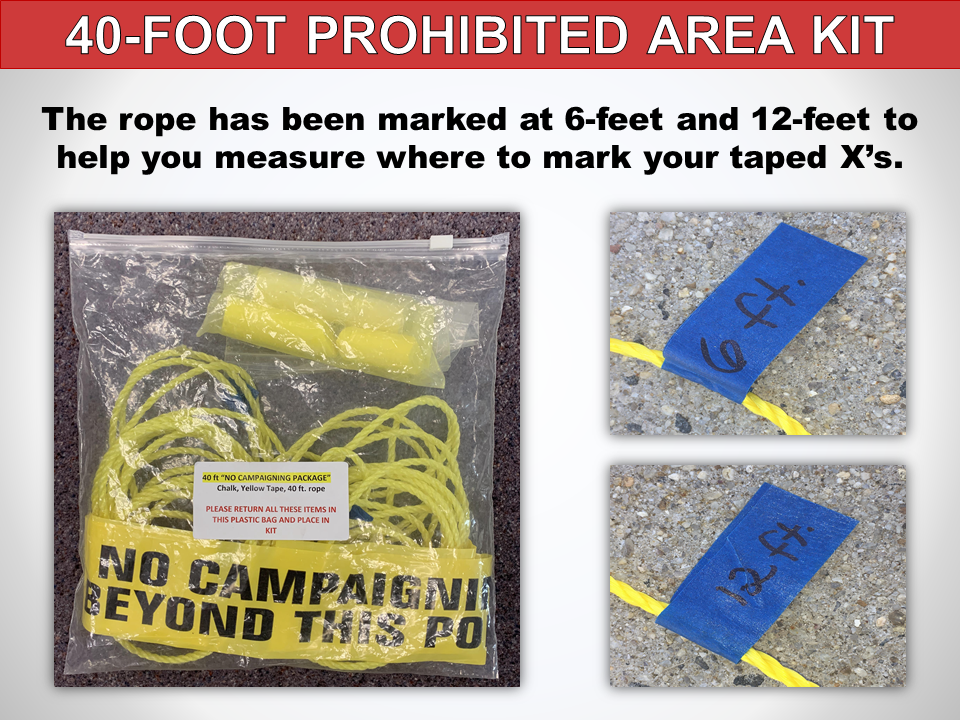 40-FOOT PROHIBITED AREA KIT
The rope has been marked at 6-feet and 12-feet to
help you measure where to mark your taped X’s.
40 ft “NO CAMPAIGNING PACKAGE”
Chalk, Yellow Tape, 40 ft. rope
PLEASE RETURN ALL THESE ITEMS IN
THIS PLASTIC BAG AND PLACE IN
KIT
NO CAMPAIGNI
BEYOND THIS PO
6 ft.
12 ft.